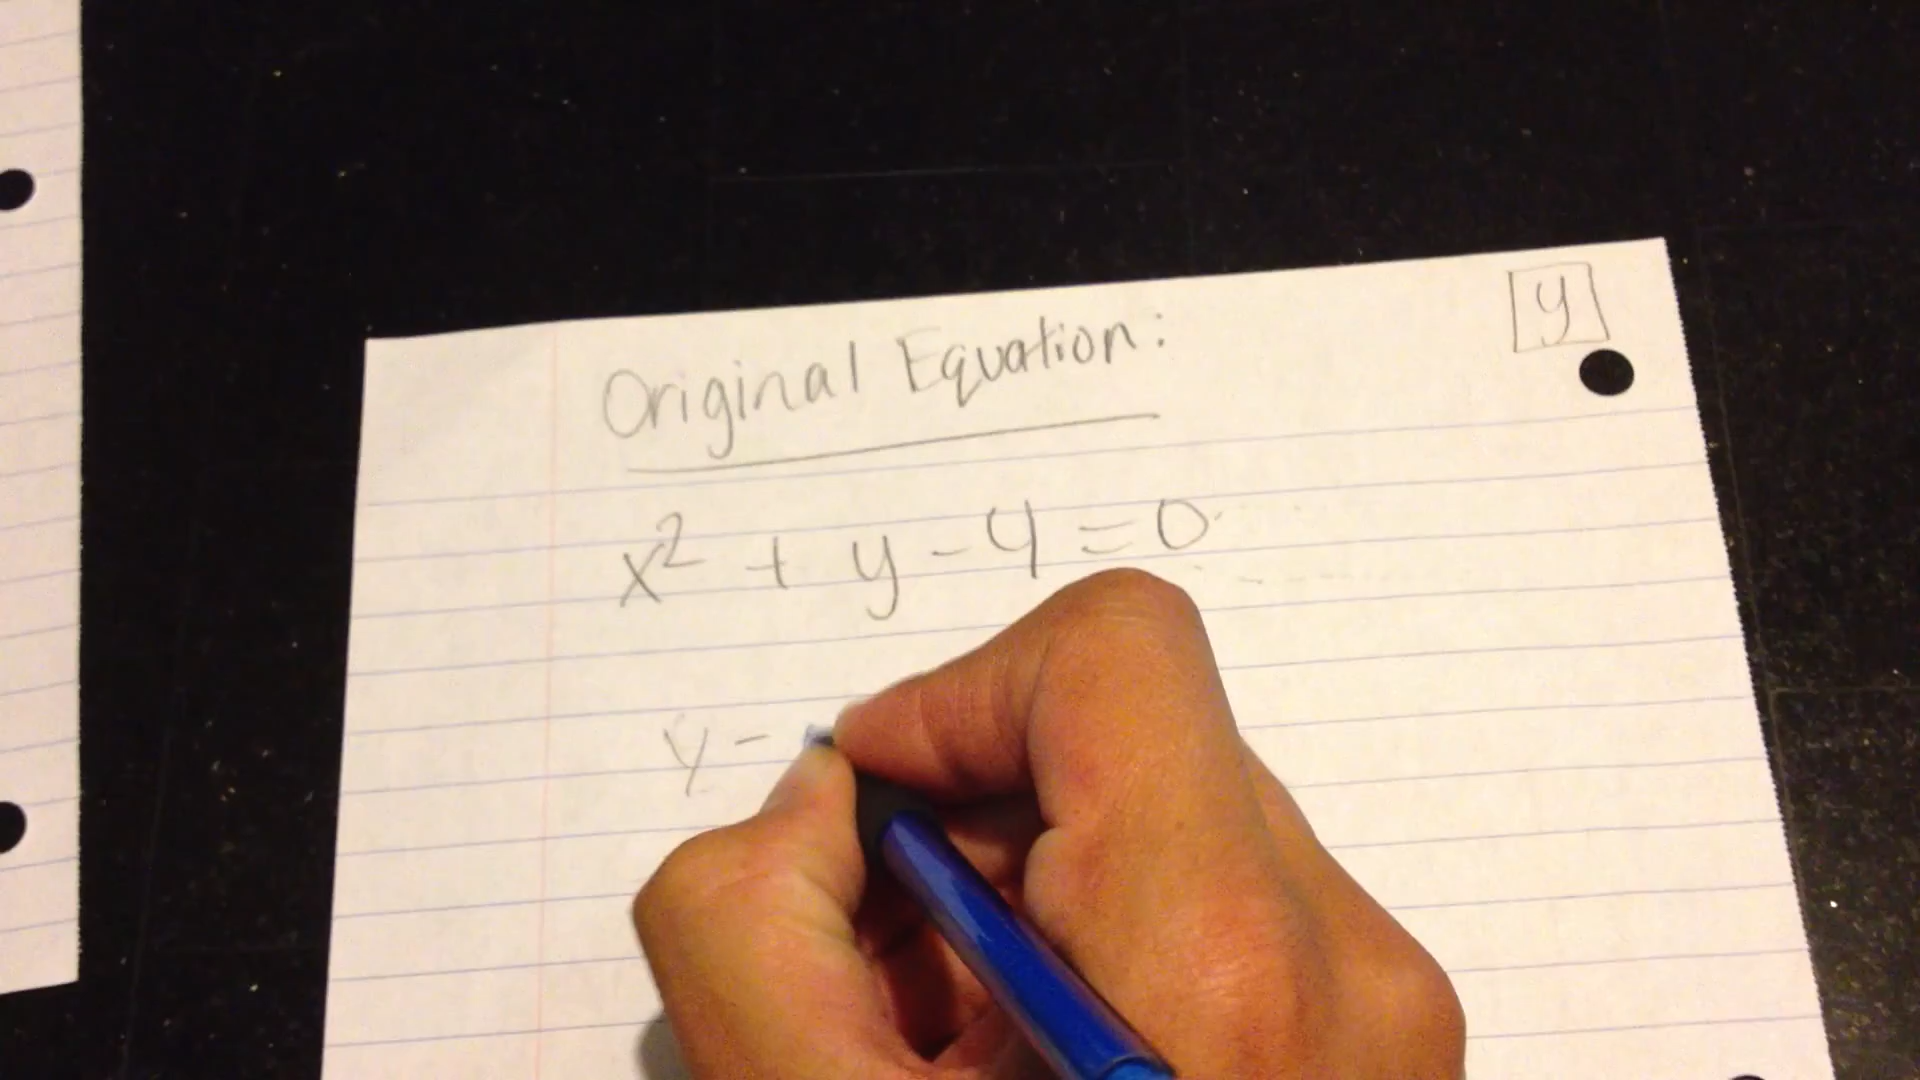 y
Original Equation:
x² + y - 4 = 0
y -